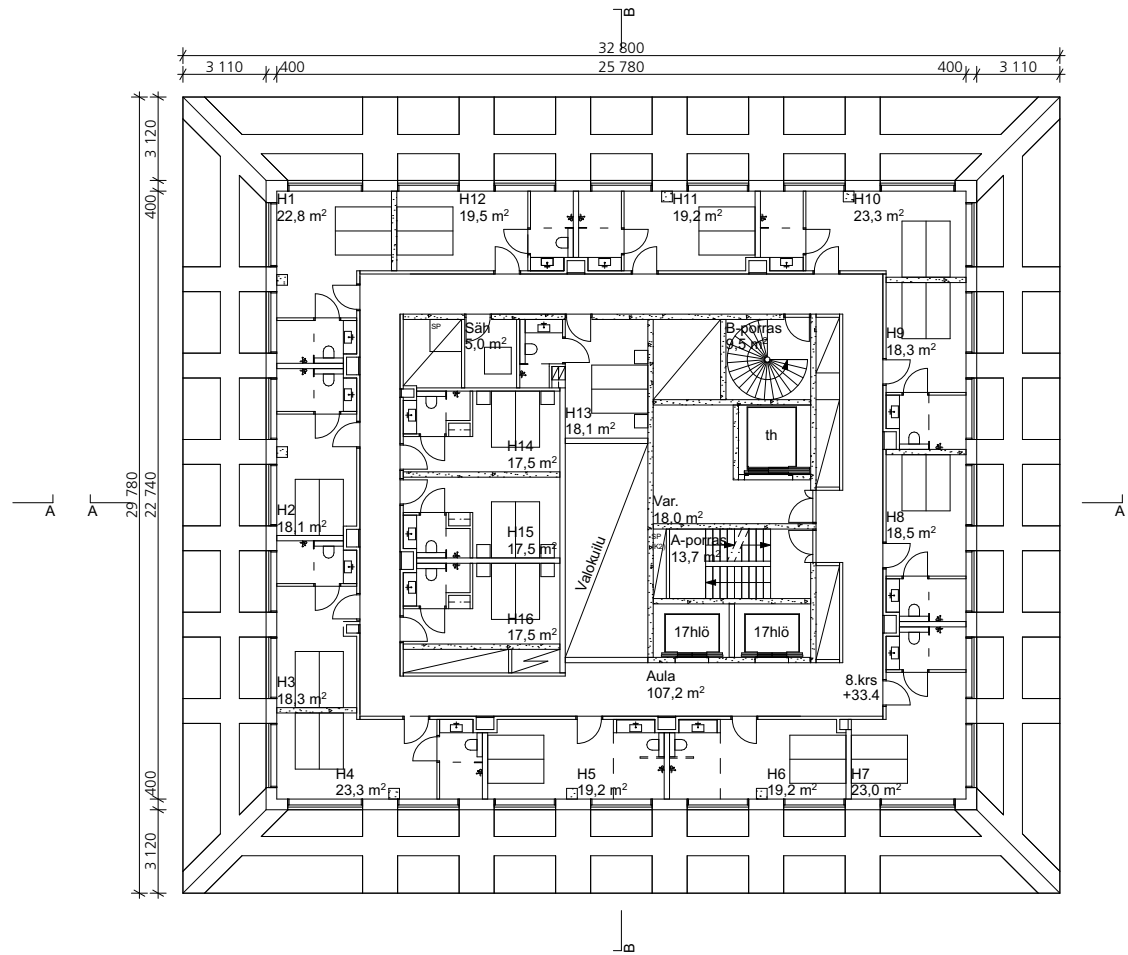 B
32 800
3 110
400
25 780
400
3 110
3 120
400
29 780
22 740
400
3 120
H1
22,8 m²
H12
19,5 m²
H11
19,2 m²
H10
23,3 m²
SP
Säh
5,0 m²
B-porras
9,5 m²
H9
18,3 m²
H13
18,1 m²
th
H14
17,5 m²
A
A
H2
18,1 m²
H15
17,5 m²
Valokuilu
Var.
18,0 m²
SP
A-porras
13,7 m²
H8
18,5 m²
A
H16
17,5 m²
17hlö
17hlö
H3
18,3 m²
Aula
107,2 m²
8.krs
+33.4
H4
23,3 m²
H5
19,2 m²
H6
19,2 m²
H7
23,0 m²
B